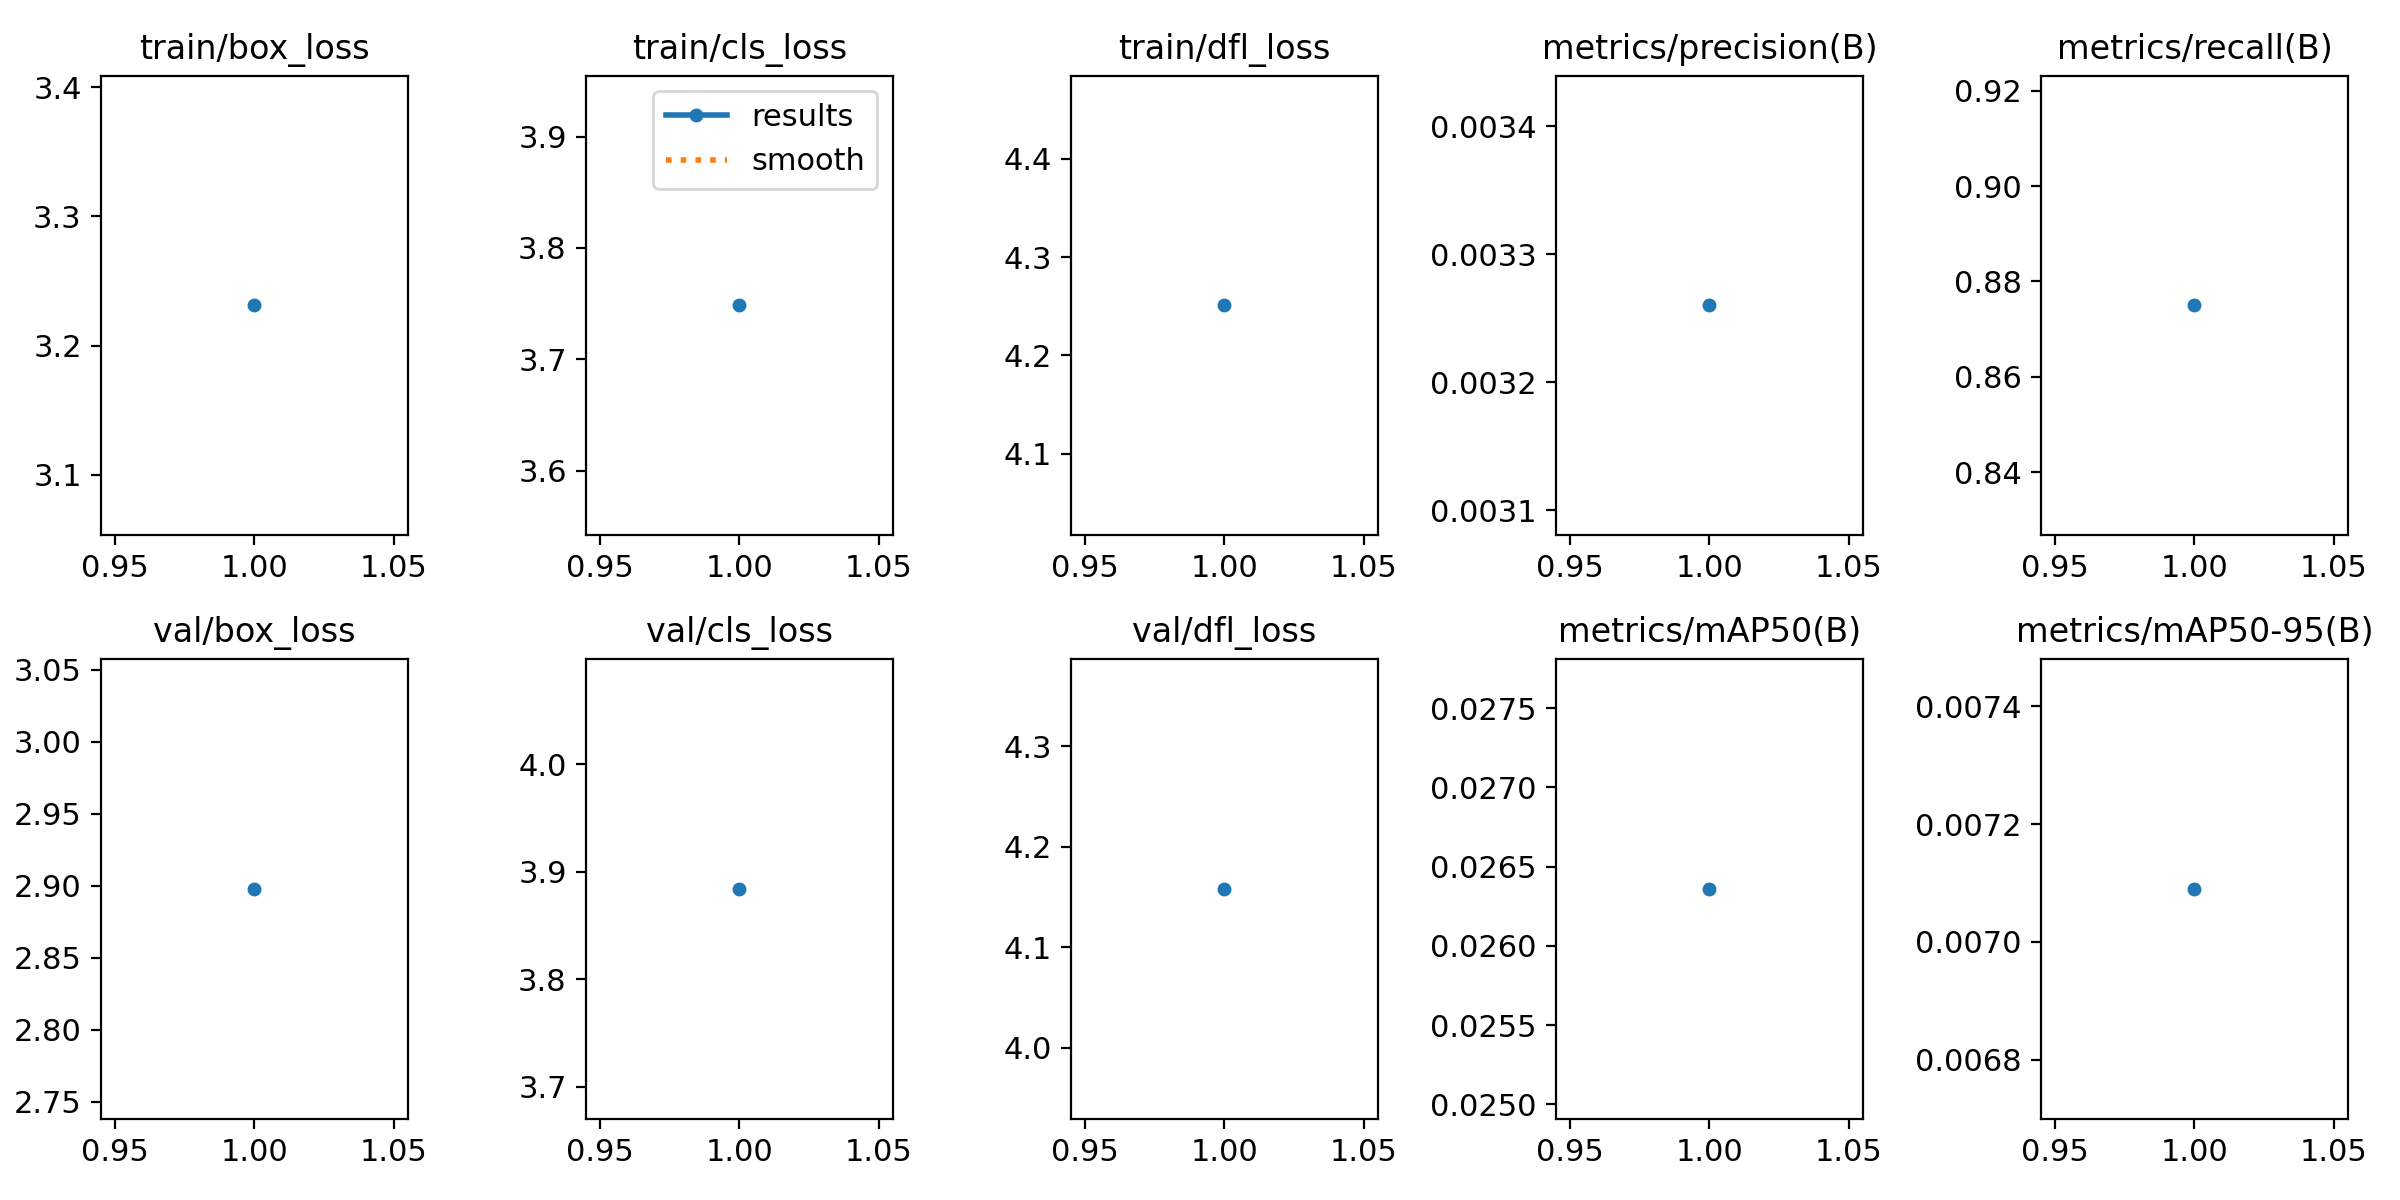 train/box_loss
3.4
3.3
3.2
3.1
0.95 1.00 1.05
train/cls_loss
results
smooth
3.9
3.8
3.7
3.6
0.95 1.00 1.05
train/dfl_loss
4.4
4.3
4.2
4.1
0.95 1.00 1.05
metrics/precision(B)
0.0034
0.0033
0.0032
0.0031
0.95 1.00 1.05
metrics/recall(B)
0.92
0.90
0.88
0.86
0.84
0.95 1.00 1.05
val/box_loss
3.05
3.00
2.95
2.90
2.85
2.80
2.75
0.95 1.00 1.05
val/cls_loss
4.0
3.9
3.8
3.7
0.95 1.00 1.05
val/dfl_loss
4.3
4.2
4.1
4.0
0.95 1.00 1.05
metrics/mAP50(B)
0.0275
0.0270
0.0265
0.0260
0.0255
0.0250
0.95 1.00 1.05
metrics/mAP50-95(B)
0.0074
0.0072
0.0070
0.0068
0.95 1.00 1.05